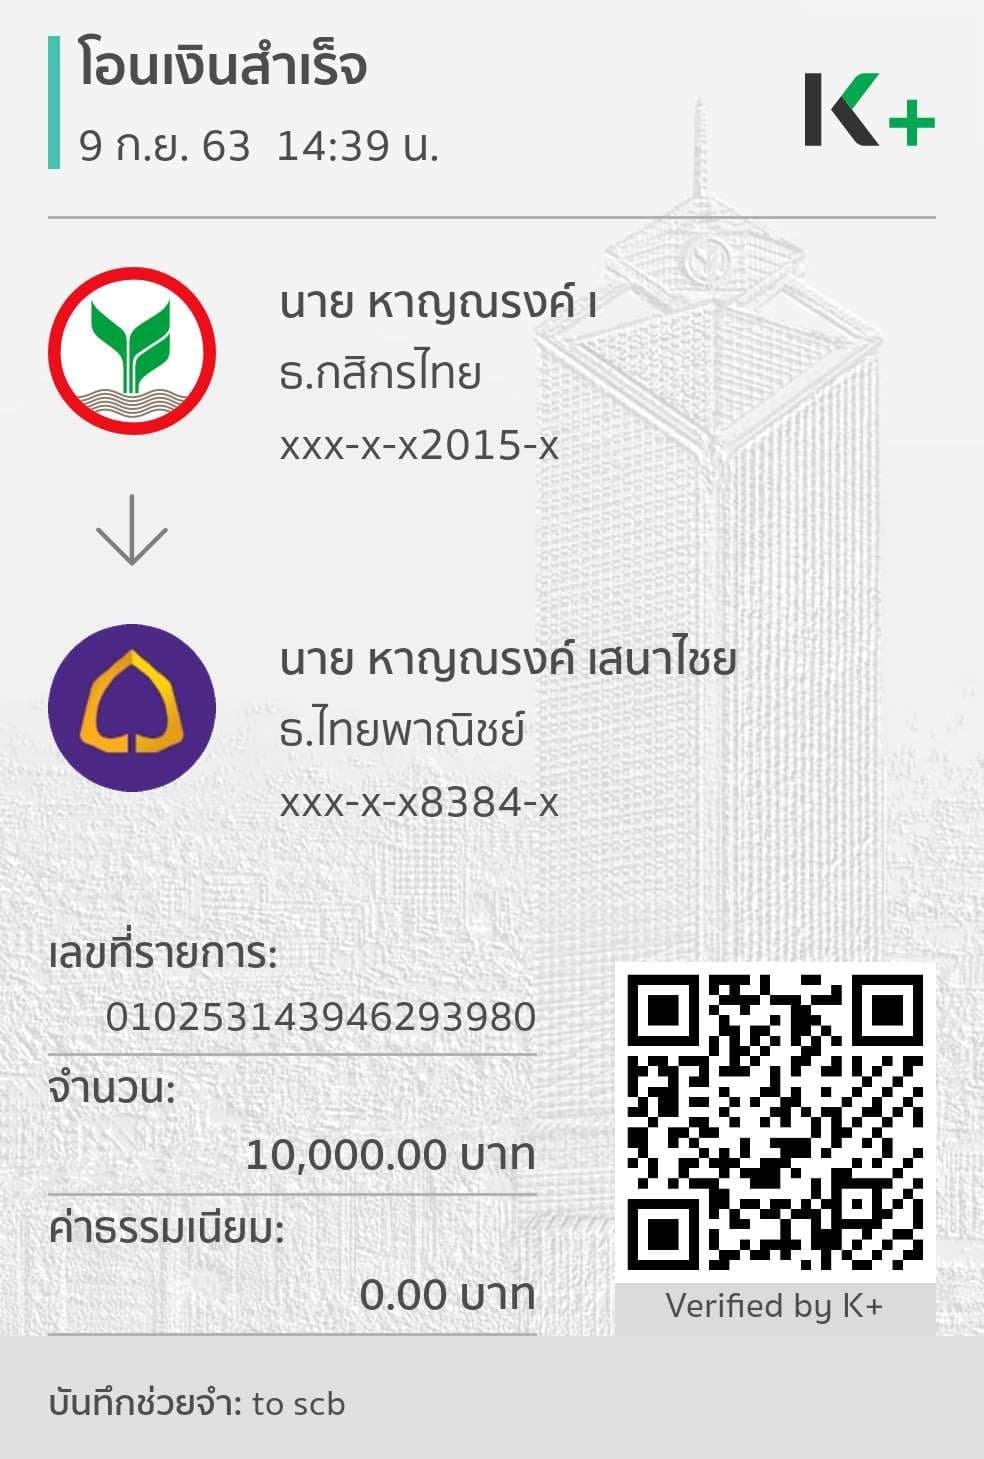 โอนเงินสำเร็จ
9 ก.ย. 63 14:39 น.
K+
นาย หาญณรงค์ เ
ธ.กสิกรไทย
xxx-x-x2015-x
นาย หาญณรงค์ เสนาไชย
ธ.ไทยพาณิชย์
xxx-x-x8384-x
เลขที่รายการ:
010253143946293980
จำนวน:
10,000.00 บาท
ค่าธรรมเนียม:
0.00 บาท
Verified by K+
บันทึกช่วยจำ: to scb